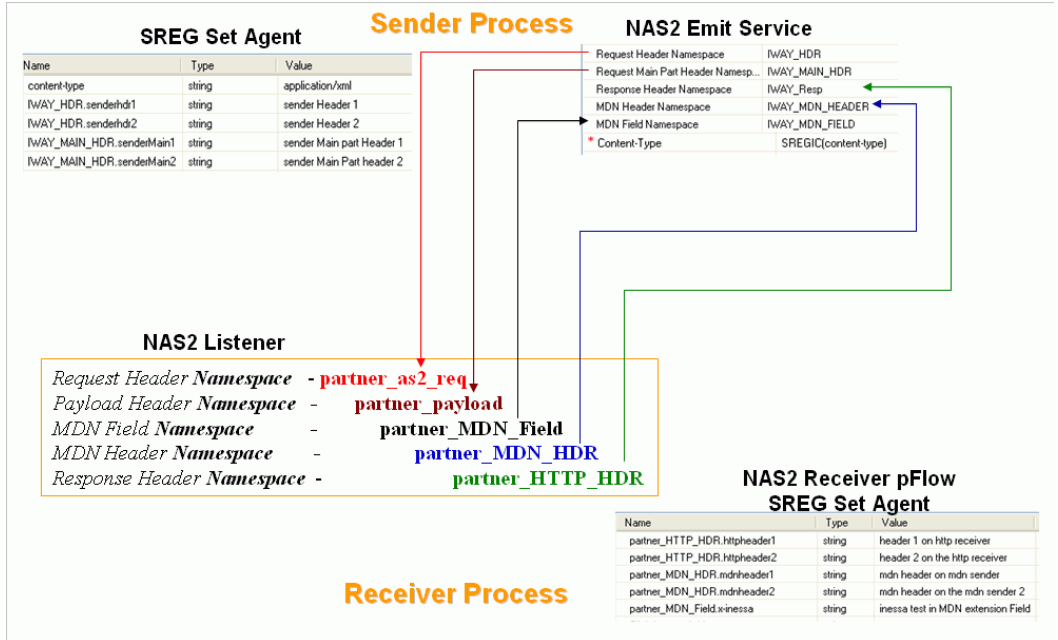 Sender Process
SREG Set Agent
Name Type Value
content-type string application/xml
IWAY_HDR.senderhdr1 string sender Header 1
IWAY_HDR.senderhdr2 string sender Header 2
IWAY_MAIN_HDR.senderMain1 string sender Main part Header 1
IWAY_MAIN_HDR.senderMain2 string sender Main Part header 2
NAS2 Emit Service
Request Header Namespace IWAY_HDR
Request Main Part Header Namesp... IWAY_MAIN_HDR
Response Header Namespace IWAY_Resp
MDN Header Namespace IWAY_MDN_HEADER
MDN Field Namespace IWAY_MDN_FIELD
* Content-Type SREGIC(content-type)
NAS2 Listener
Request Header Namespace - partner_as2_req
Payload Header Namespace - partner_payload
MDN Field Namespace - partner_MDN_Field
MDN Header Namespace - partner_MDN_HDR
Response Header Namespace - partner_HTTP_HDR
NAS2 Receiver pFlow
SREG Set Agent
Name Type Value
partner_HTTP_HDR.httpheader1 string header 1 on http receiver
partner_HTTP_HDR.httpheader2 string header 2 on the http receiver
partner_MDN_HDR.mdnheader1 string mdn header on mdn sender
partner_MDN_HDR.mdnheader2 string mdn header on the mdn sender 2
partner_MDN_Field.x-inessa string inessa test in MDN extension Field
Receiver Process